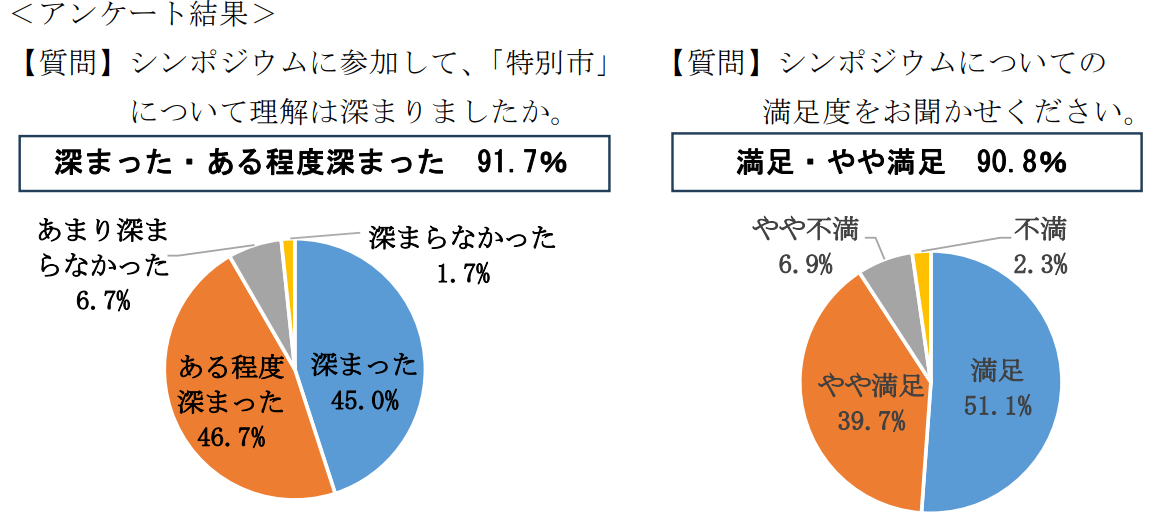 ＜アンケート結果＞
【質問】シンポジウムに参加して、「特別市」
について理解は深まりましたか。
深まった・ある程度深まった　91.7%
あまり深ま
らなかった
6.7%
深まらなかった
1.7%
ある程度
深まった
46.7%
深まった
45.0%
【質問】シンポジウムについての
満足度をお聞かせください。
満足・やや満足　90.8%
やや不満
6.9%
不満
2.3%
やや満足
39.7%
満足
51.1%